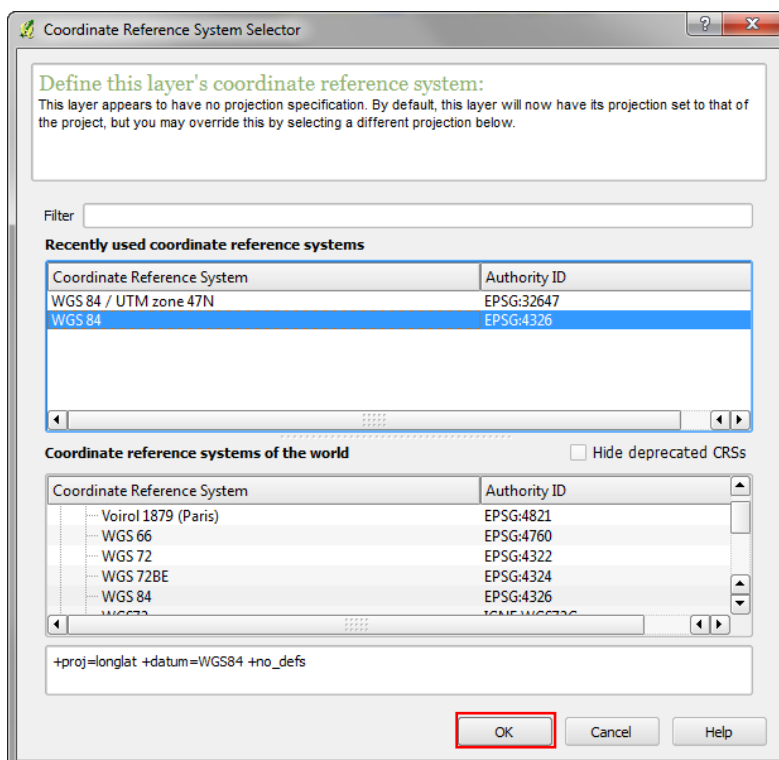 Coordinate Reference System Selector
?
Define this layer's coordinate reference system:
This layer appears to have no projection specification. By default, this layer will now have its projection set to that of
the project, but you may override this by selecting a different projection below.
Filter
Recently used coordinate reference systems
Coordinate Reference System Authority ID
WGS 84 / UTM zone 47N EPSG:32647
WGS 84 EPSG:4326
Coordinate reference systems of the world Hide deprecated CRSs
Coordinate Reference System Authority ID
Voirol 1879 (Paris) EPSG:4821
WGS 66 EPSG:4760
WGS 72 EPSG:4322
WGS 72BE EPSG:4324
WGS 84 EPSG:4326
+proj=longlat +datum=WGS84 +no_defs
OK Cancel Help